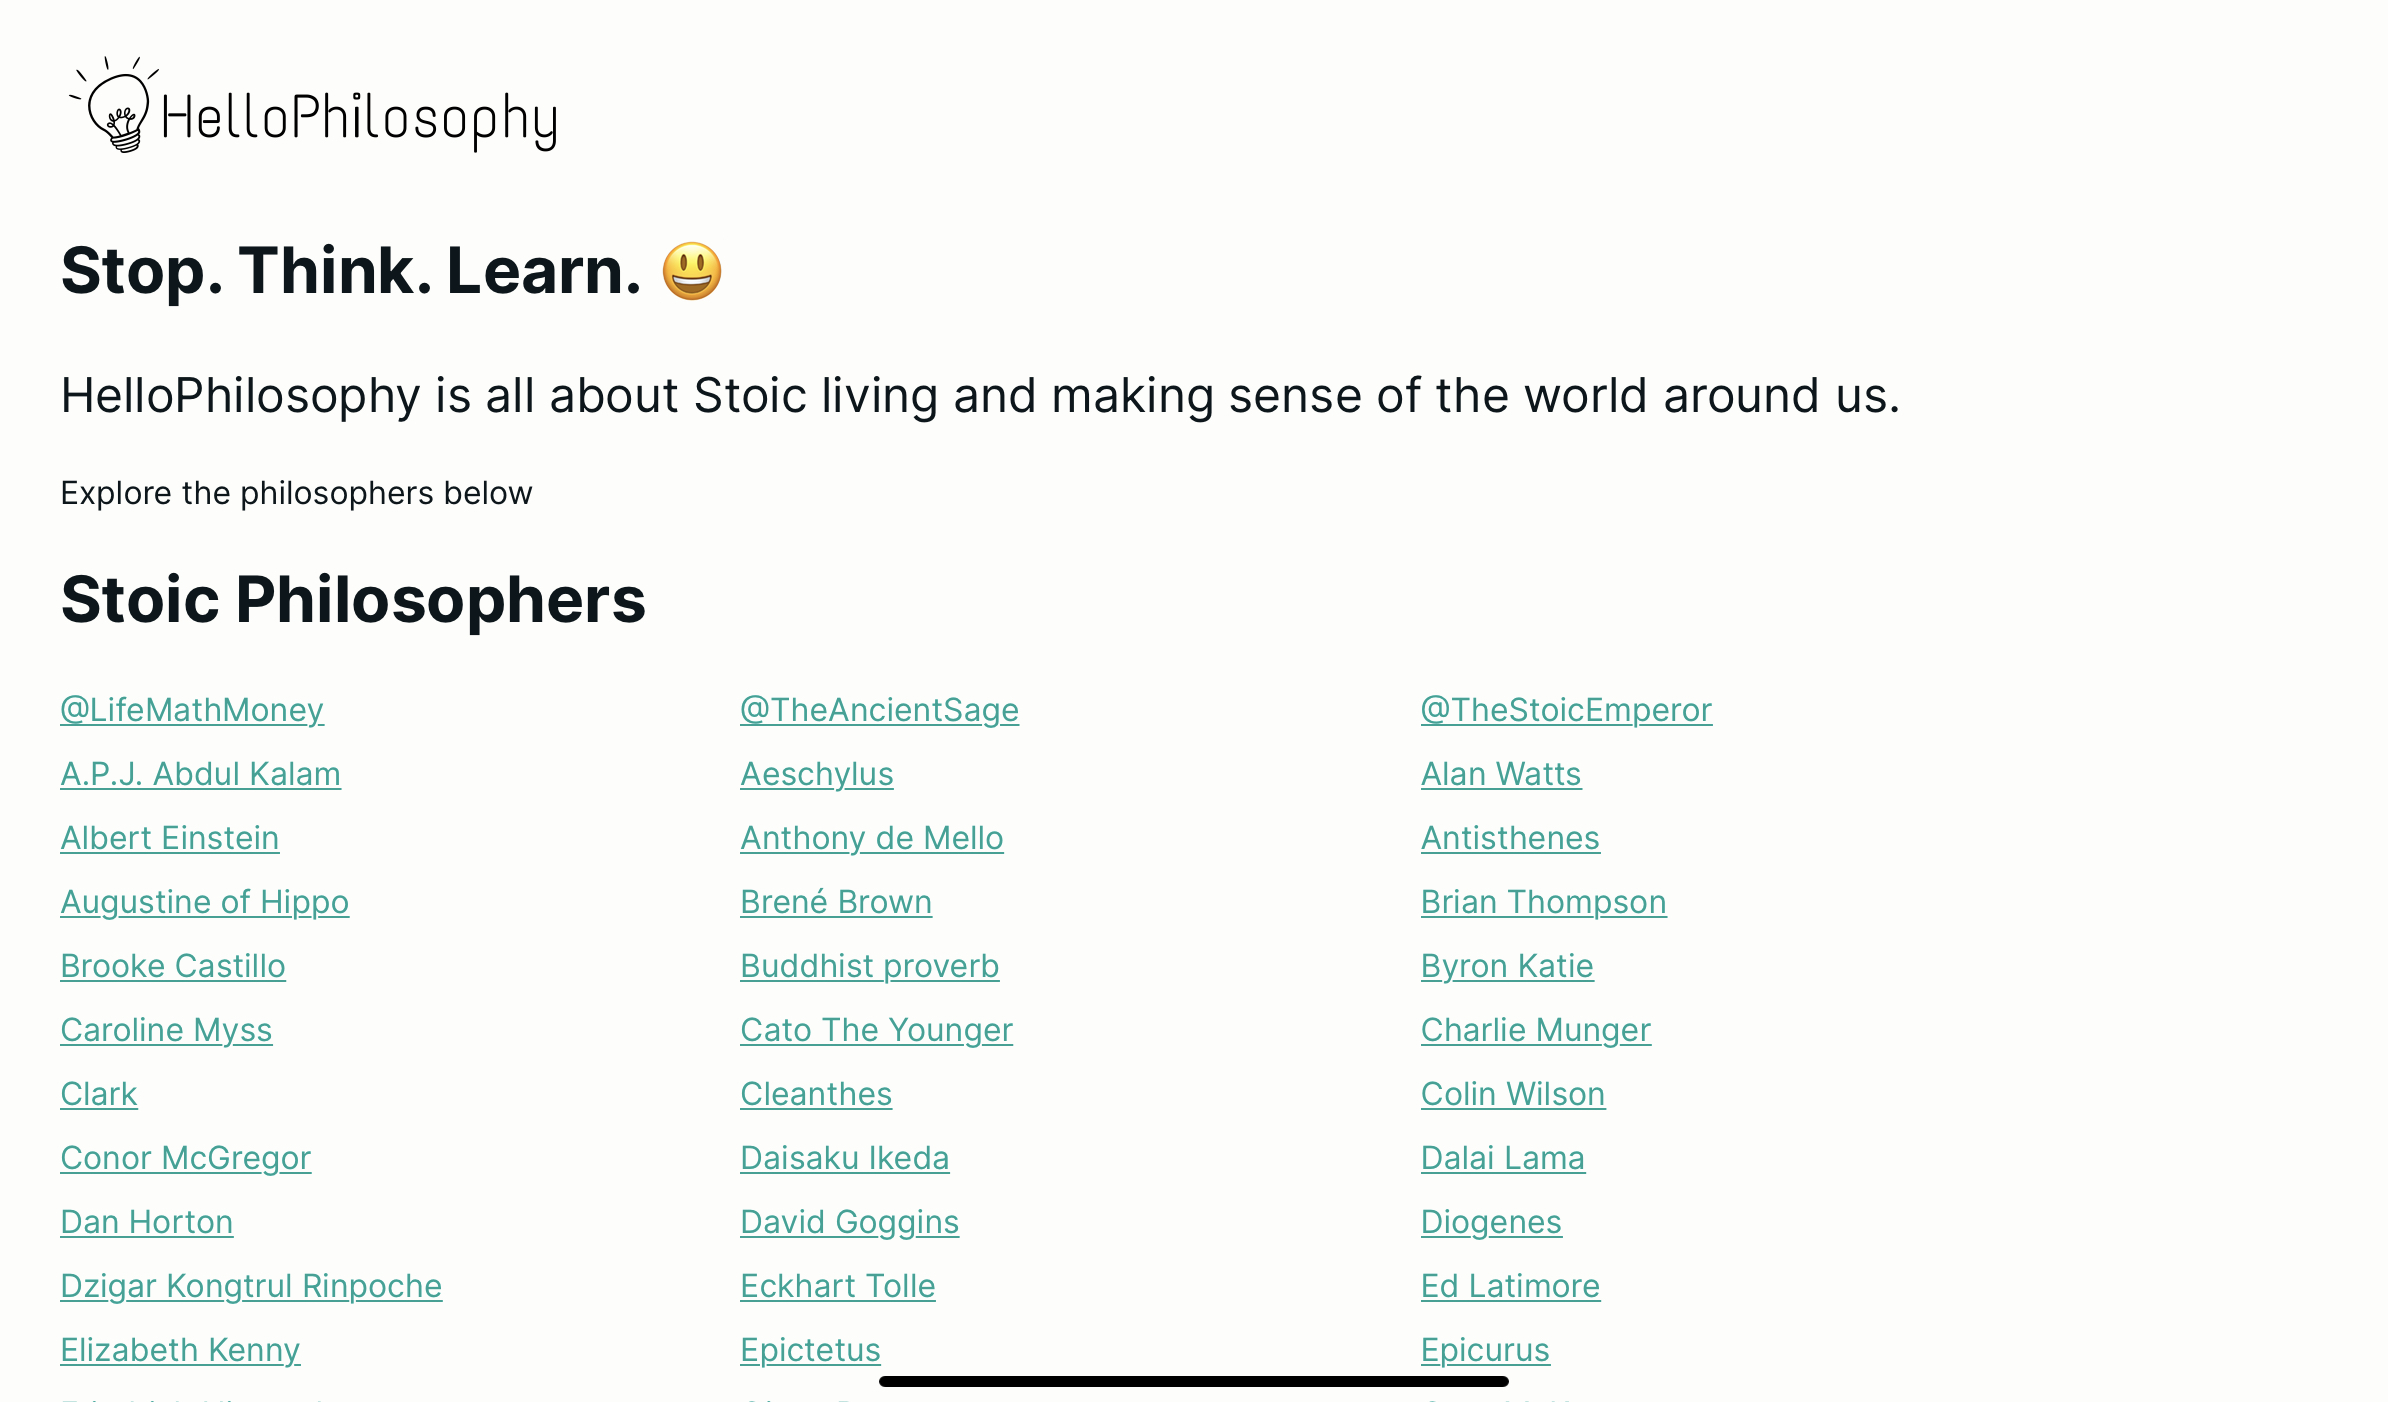 HelloPhilosophy
Stop. Think. Learn. 😃
HelloPhilosophy is all about Stoic living and making sense of the world around us.
Explore the philosophers below
Stoic Philosophers
@LifeMathMoney @TheAncientSage @TheStoicEmperor
A.P.J. Abdul Kalam Aeschylus Alan Watts
Albert Einstein Anthony de Mello Antisthenes
Augustine of Hippo Brené Brown Brian Thompson
Brooke Castillo Buddhist proverb Byron Katie
Caroline Myss Cato The Younger Charlie Munger
Clark Cleanthes Colin Wilson
Conor McGregor Daisaku Ikeda Dalai Lama
Dan Horton David Goggins Diogenes
Dzigar Kongtrul Rinpoche Eckhart Tolle Ed Latimore
Elizabeth Kenny Epictetus Epicurus